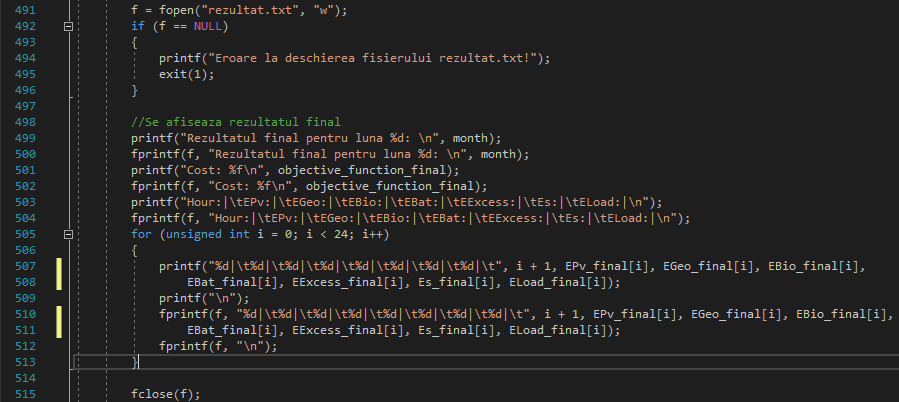 491 f = fopen("rezultat.txt", "w");
492 if (f == NULL)
493 {
494 printf("Eroare la deschierea fisierului rezultat.txt!");
495 exit(1);
496 }
497
498 //Se afiseaza rezultatul final
499 printf("Rezultatul final pentru luna %d: \n", month);
500 fprintf(f, "Rezultatul final pentru luna %d: \n", month);
501 printf("Cost: %f\n", objective_function_final);
502 fprintf(f, "Cost: %f\n", objective_function_final);
503 printf("Hour:|\tEPv:|\tEGeo:|\tEBio:|\tEBat:|\tEExcess:|\tEs:|\tELoad:|\n");
504 fprintf(f, "Hour:|\tEPv:|\tEGeo:|\tEBio:|\tEBat:|\tEExcess:|\tEs:|\tELoad:|\n");
505 for (unsigned int i = 0; i < 24; i++)
506 {
507 printf("%d|\t%d|\t%d|\t%d|\t%d|\t%d|\t%d|\t%d|\t", i + 1, EPv_final[i], EGeo_final[i], EBio_final[i],
508 EBat_final[i], EExcess_final[i], Es_final[i], ELoad_final[i]);
509 printf("\n");
510 fprintf(f, "%d|\t%d|\t%d|\t%d|\t%d|\t%d|\t%d|\t%d|\t", i + 1, EPv_final[i], EGeo_final[i], EBio_final[i],
511 EBat_final[i], EExcess_final[i], Es_final[i], ELoad_final[i]);
512 fprintf(f, "\n");
513 }
514
515 fclose(f);